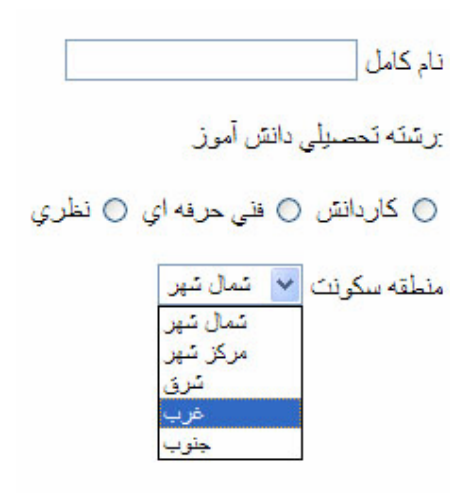 نام کامل
:رشته تحصيلي دانش آموز
کاردانش فني حرفه اي نظري
منطقه سکونت شمال شهر
شمال شهر
مرکز شهر
شرق
غرب
جنوب